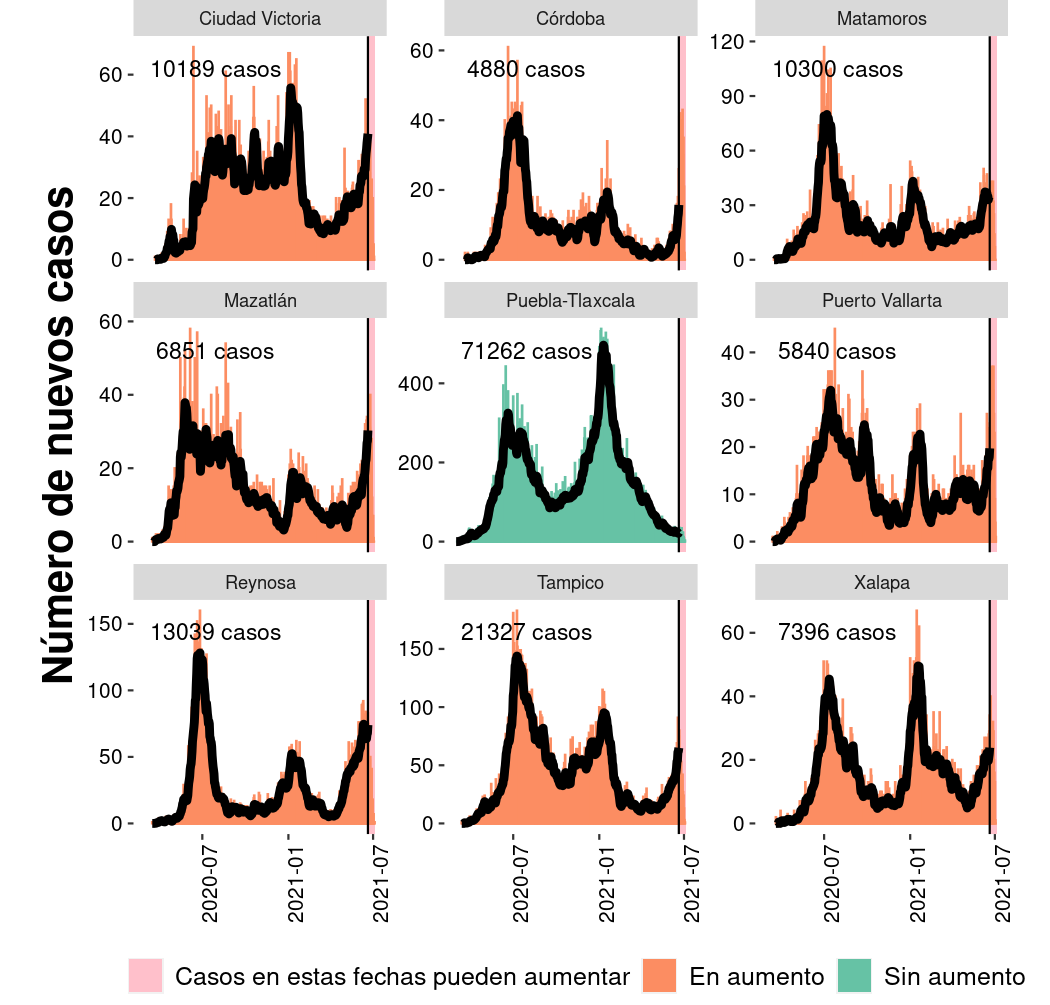 Número de nuevos casos
Ciudad Victoria
10189 casos
60
40
20
0
Córdoba
4880 casos
60
40
20
0
Matamoros
10300 casos
120
90
60
30
0
Mazatlán
6851 casos
60
40
20
0
Puebla-Tlaxcala
71262 casos
400
200
0
Puerto Vallarta
5840 casos
40
30
20
10
0
Reynosa
13039 casos
150
100
50
0
2020-07
2021-01
2021-07
Tampico
21327 casos
150
100
50
0
2020-07
2021-01
2021-07
Xalapa
7396 casos
60
40
20
0
2020-07
2021-01
2021-07
Casos en estas fechas pueden aumentar
En aumento
Sin aumento